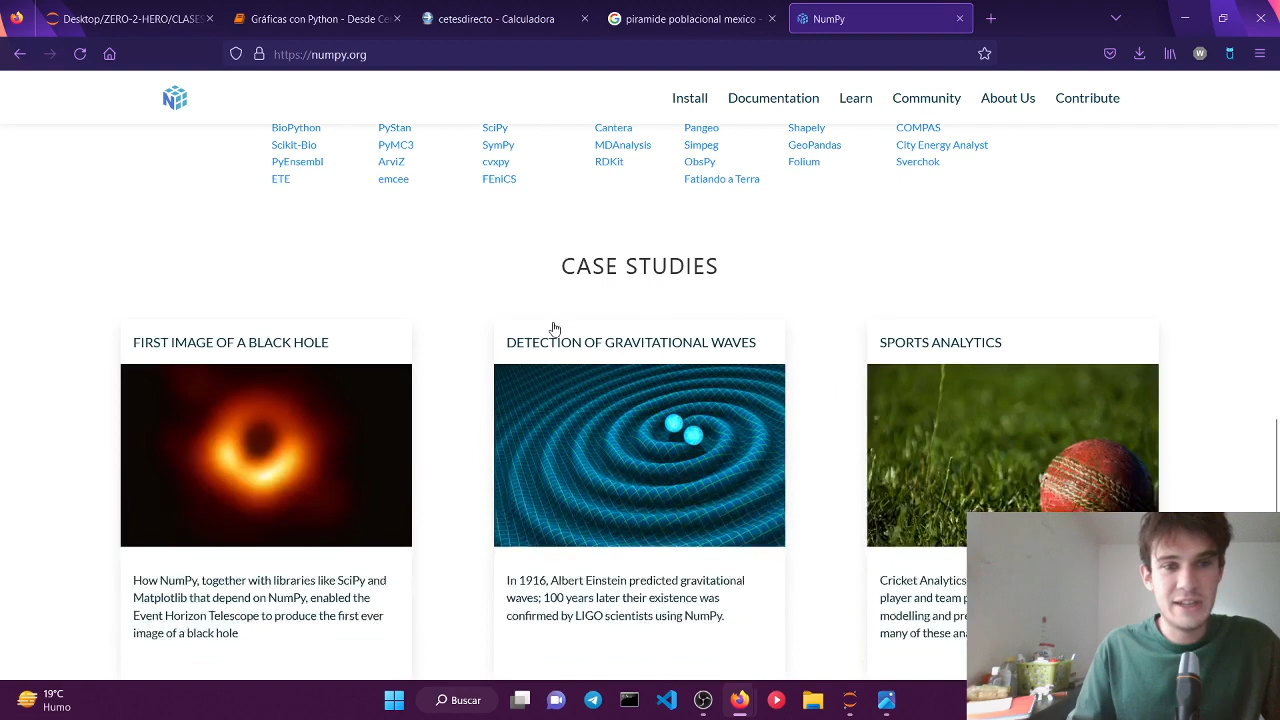 Desktop/ZERO-2-HERO/CLASES
Gráficas con Python - Desde Ce
cetesdirecto - Calculadora
piramide poblacional mexico -
NumPy
https://numpy.org
W
Install Documentation Learn Community About Us Contribute
BioPython PyStan SciPy Cantera Pangeo Shapely COMPAS
Scikit-Bio PyMC3 SymPy MDAnalysis Simpeg GeoPandas City Energy Analyst
PyEnsembl ArviZ cvxpy RDKit ObsPy Folium Sverchok
ETE emcee FEniCS Fatiando a Terra
CASE STUDIES
FIRST IMAGE OF A BLACK HOLE
How NumPy, together with libraries like SciPy and
Matplotlib that depend on NumPy, enabled the
Event Horizon Telescope to produce the first ever
image of a black hole
DETECTION OF GRAVITATIONAL WAVES
In 1916, Albert Einstein predicted gravitational
waves; 100 years later their existence was
confirmed by LIGO scientists using NumPy.
SPORTS ANALYTICS
Cricket Analytics
player and team
modelling and
many of these
19°C
Humo
Buscar